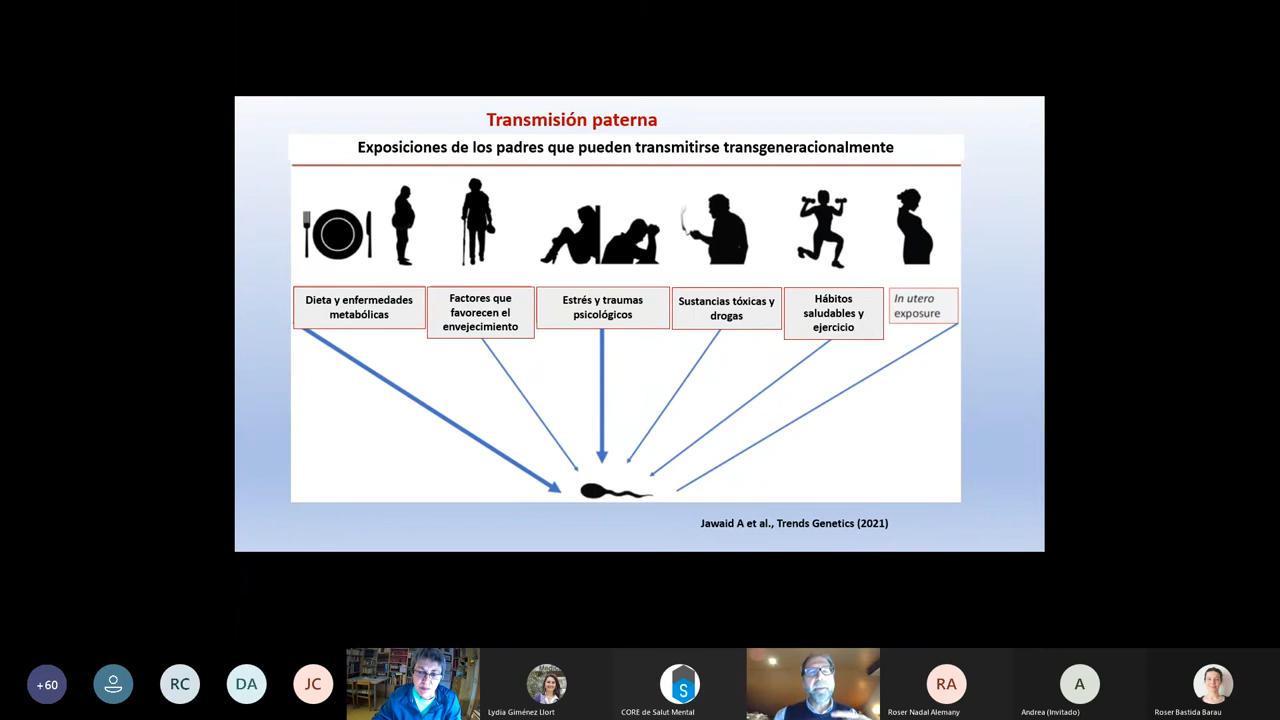 Transmisión paterna
Exposiciones de los padres que pueden transmitirse transgeneracionalmente
Dieta y enfermedades
metabólicas
Factores que
favorecen el
envejecimiento
Estrés y traumas
psicológicos
Sustancias tóxicas y
drogas
Hábitos
saludables y
ejercicio
In utero
exposure
Jawaid A et al., Trends Genetics (2021)
+60
RC
DA
JC
Lydia Giménez Llort
S
CORE de Salut Mental
RA
Roser Nadal Alemany
A
Andrea (Invitado)
Roser Bastida Barau